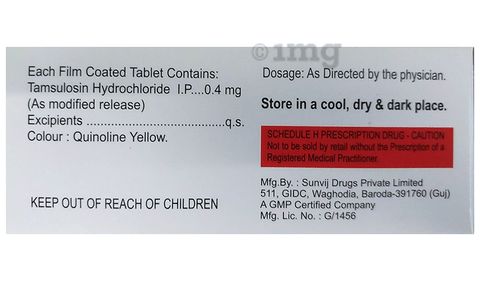 1mg
Each Film Coated Tablet Contains:
Tamsulosin Hydrochloride I.P....0.4 mg
(As modified release)
Excipients ........................................q.s.
Colour : Quinoline Yellow.
KEEP OUT OF REACH OF CHILDREN
Dosage: As Directed by the physician.
Store in a cool, dry & dark place.
SCHEDULE H PRESCRIPTION DRUG - CAUTION
Not to be sold by retail without the Prescription of a
Registered Medical Practitioner.
Mfg.By. : Sunvij Drugs Private Limited
511, GIDC, Waghodia, Baroda-391760 (Guj)
A GMP Certified Company
Mfg. Lic. No. : G/1456